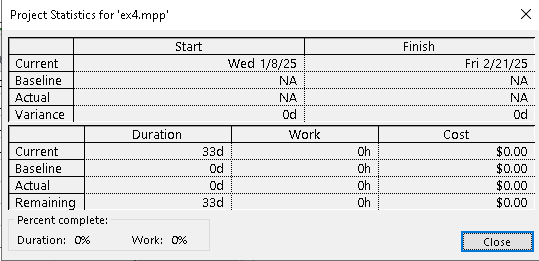 Project Statistics for 'ex4.mpp'
Start Finish
Current Wed 1/8/25 Fri 2/21/25
Baseline NA NA
Actual NA NA
Variance 0d 0d
Duration Work Cost
Current 33d 0h $0.00
Baseline 0d 0h $0.00
Actual 0d 0h $0.00
Remaining 33d 0h $0.00
Percent complete:
Duration: 0% Work: 0% Close